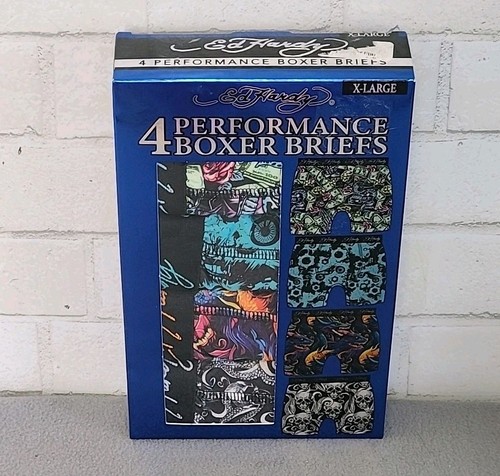 Ed Hardy
X-LARGE
4 PERFORMANCE BOXER BRIEFS
Ed Hardy®
X-LARGE
4 PERFORMANCE
BOXER BRIEFS